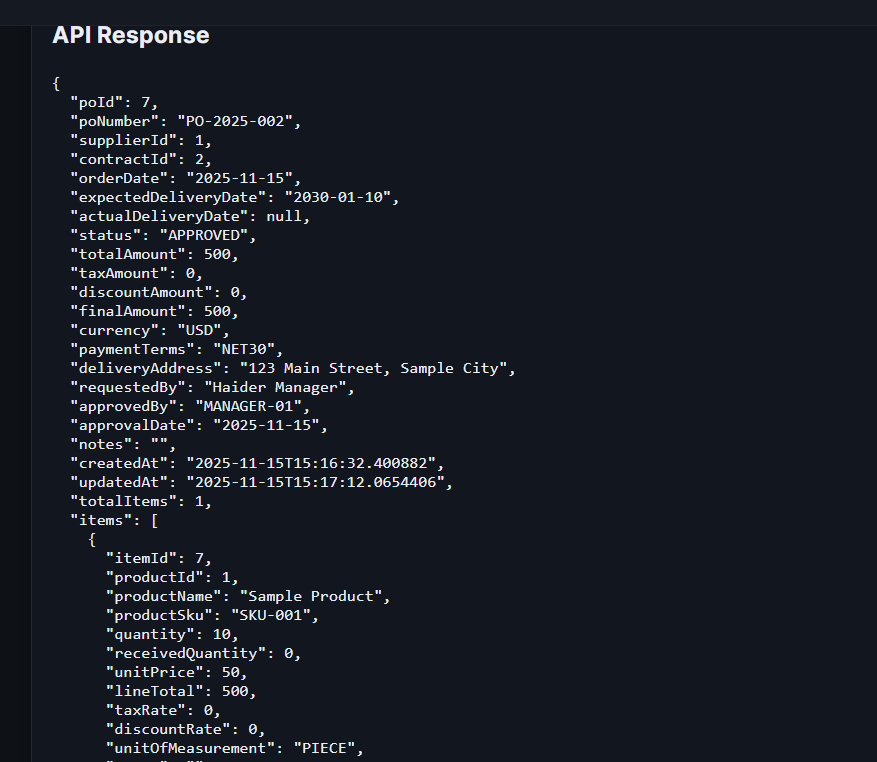 API Response
{
"poId": 7,
"poNumber": "PO-2025-002",
"supplierId": 1,
"contractId": 2,
"orderDate": "2025-11-15",
"expectedDeliveryDate": "2030-01-10",
"actualDeliveryDate": null,
"status": "APPROVED",
"totalAmount": 500,
"taxAmount": 0,
"discountAmount": 0,
"finalAmount": 500,
"currency": "USD",
"paymentTerms": "NET30",
"deliveryAddress": "123 Main Street, Sample City",
"requestedBy": "Haider Manager",
"approvedBy": "MANAGER-01",
"approvalDate": "2025-11-15",
"notes": "",
"createdAt": "2025-11-15T15:16:32.400882",
"updatedAt": "2025-11-15T15:17:12.0654406",
"totalItems": 1,
"items": [
{
"itemId": 7,
"productId": 1,
"productName": "Sample Product",
"productSku": "SKU-001",
"quantity": 10,
"receivedQuantity": 0,
"unitPrice": 50,
"lineTotal": 500,
"taxRate": 0,
"discountRate": 0,
"unitOfMeasurement": "PIECE",